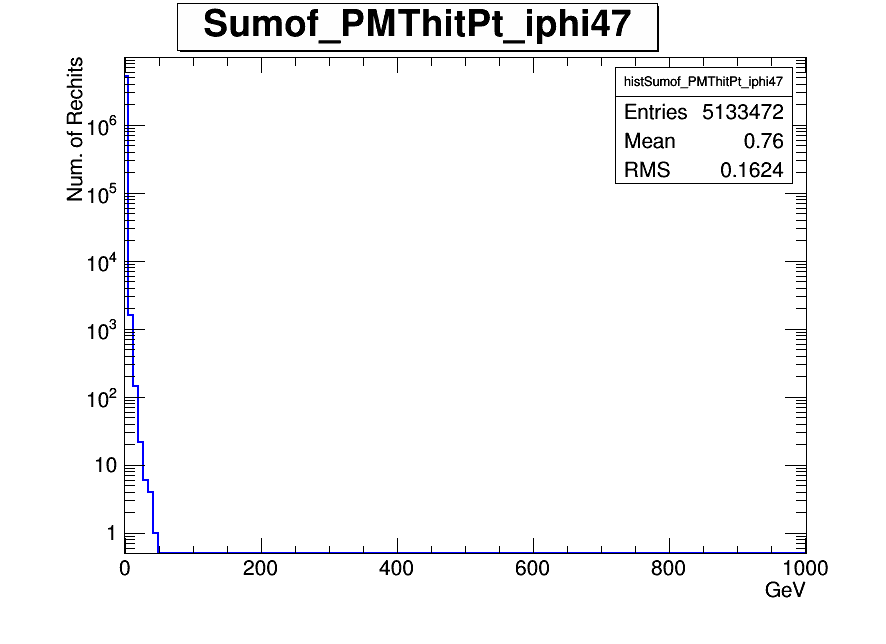 Sumof_PMThitPt_iphi47
histSumof_PMThitPt_iphi47
Entries 5133472
Mean 0.76
RMS 0.1624
Num. of Rechits
10^6
10^5
10^4
10^3
10^2
10
1
0 200 400 600 800 1000
GeV